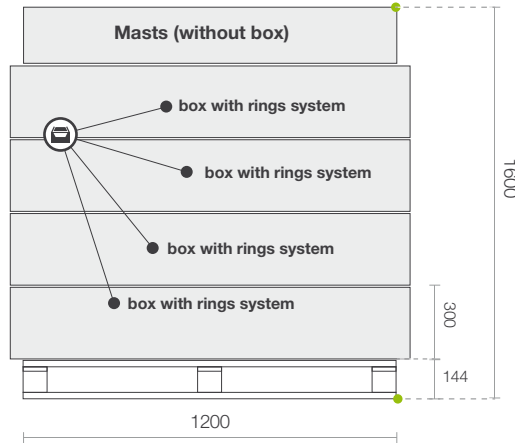 Masts (without box)
box with rings system
box with rings system
box with rings system
box with rings system
1600
300
144
1200